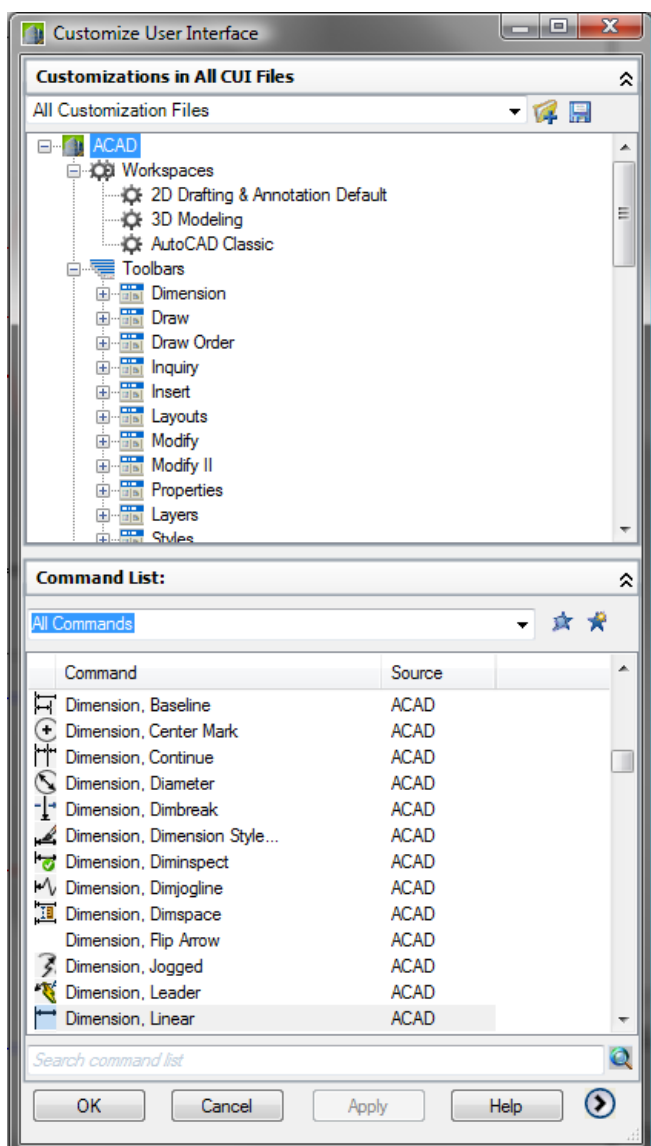 Customize User Interface
Customizations in All CUI Files
All Customization Files
ACAD
Workspaces
2D Drafting & Annotation Default
3D Modeling
AutoCAD Classic
Toolbars
Dimension
Draw
Draw Order
Inquiry
Insert
Layouts
Modify
Modify II
Properties
Layers
Styles
Command List:
All Commands
Command Source
Dimension, Baseline ACAD
Dimension, Center Mark ACAD
Dimension, Continue ACAD
Dimension, Diameter ACAD
Dimension, Dimbreak ACAD
Dimension, Dimension Style... ACAD
Dimension, Diminspect ACAD
Dimension, Dimjogline ACAD
Dimension, Dimspace ACAD
Dimension, Flip Arrow ACAD
Dimension, Jogged ACAD
Dimension, Leader ACAD
Dimension, Linear ACAD
Search command list
OK Cancel Apply Help